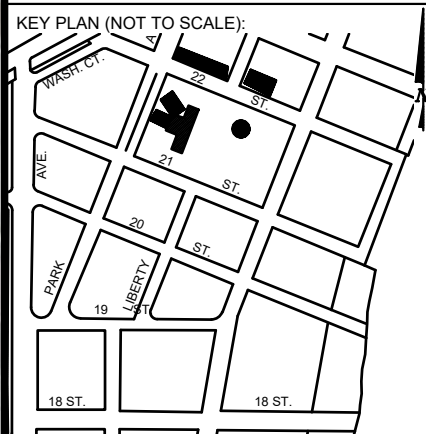 KEY PLAN (NOT TO SCALE):
A
WASH. CT.
22
ST.
N
AVE.
21
ST.
20
ST.
PARK
LIBERTY
19 ST
18 ST.
18 ST.